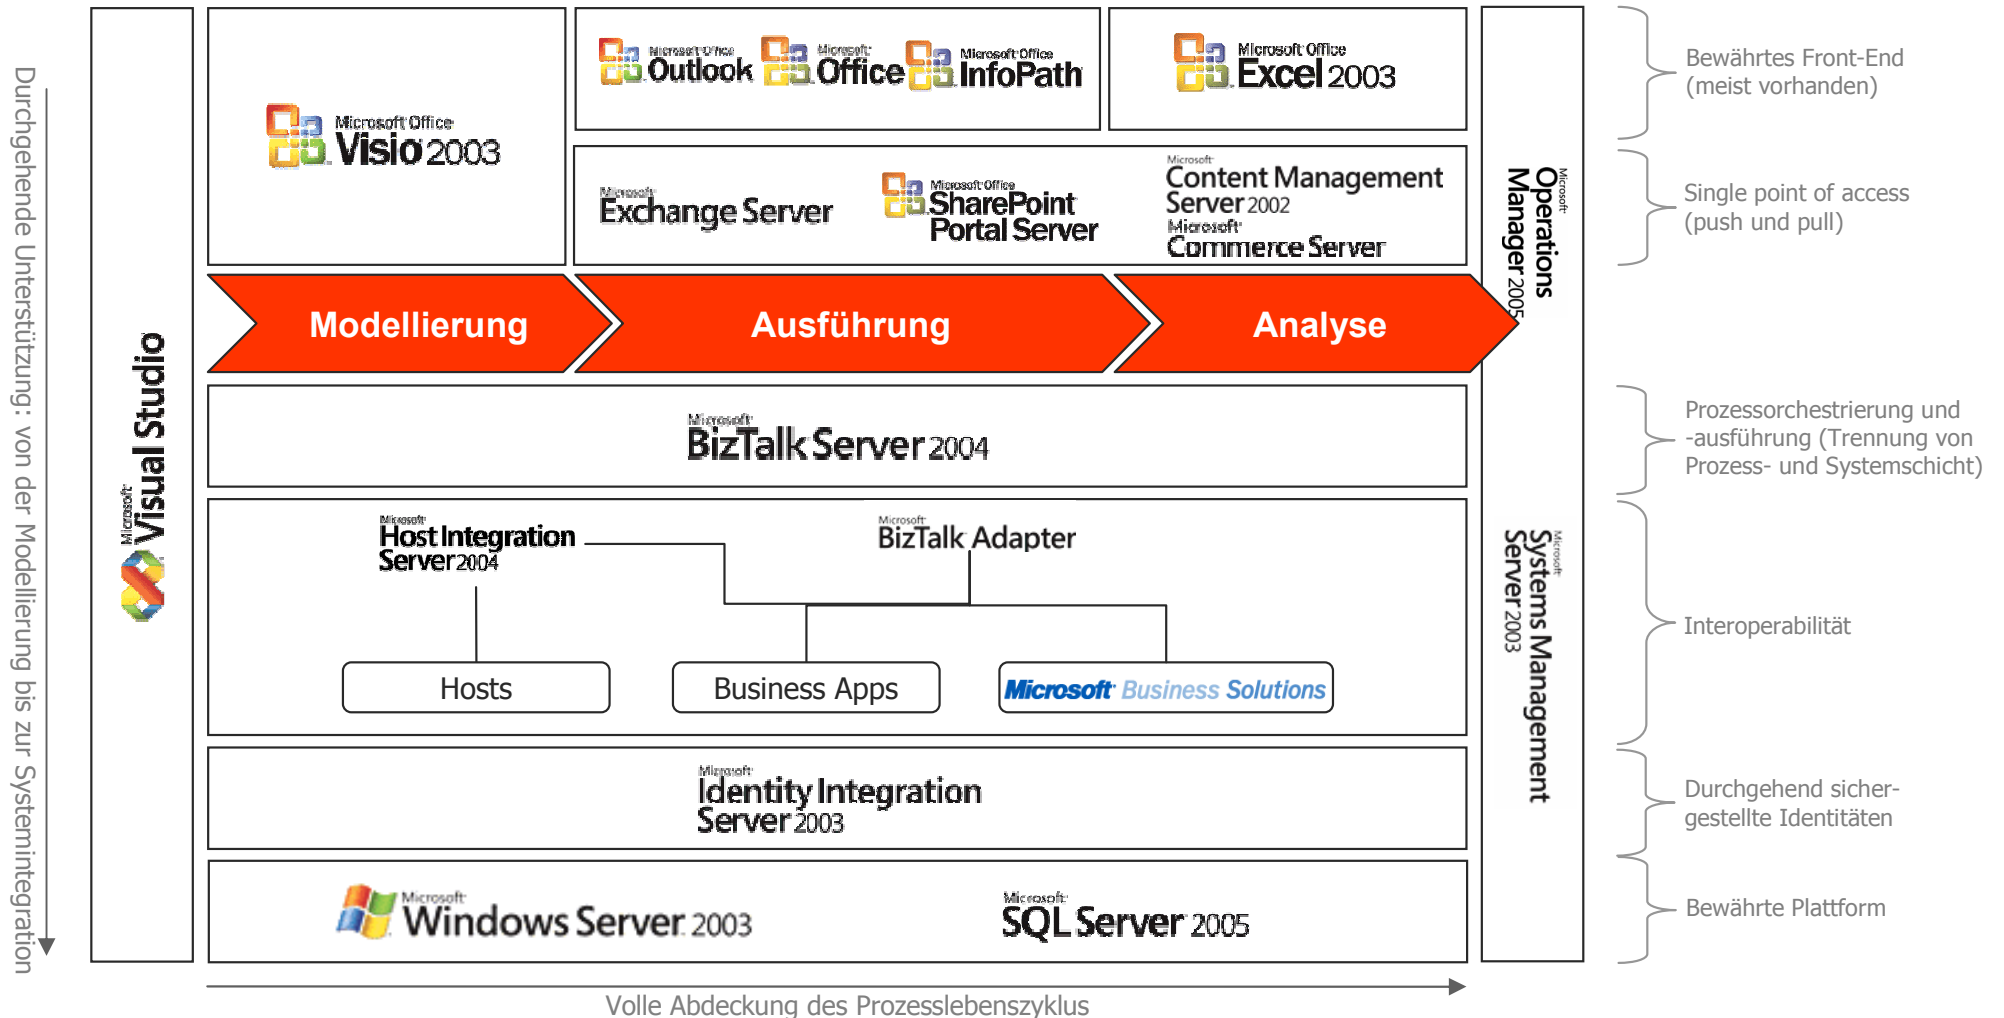 Durchgehende Unterstützung: von der Modellierung bis zur Systemintegration
Microsoft
Visual Studio
Microsoft Office
Visio 2003
Microsoft Office
Outlook
Microsoft
Office
Microsoft Office
InfoPath
Microsoft Office
Excel 2003
Microsoft
Exchange Server
Microsoft Office
SharePoint
Portal Server
Microsoft
Content Management
Server 2002
Microsoft
Commerce Server
Modellierung
Ausführung
Analyse
Microsoft
BizTalk Server 2004
Microsoft
Host Integration
Server 2004
Microsoft
BizTalk Adapter
Hosts
Business Apps
Microsoft Business Solutions
Microsoft
Identity Integration
Server 2003
Microsoft
Windows Server 2003
Microsoft
SQL Server 2005
Microsoft
Operations
Manager 2005
Microsoft
Systems Management
Server 2003
Bewährtes Front-End
(meist vorhanden)
Single point of access
(push und pull)
Prozessorchestrierung und
-ausführung (Trennung von
Prozess- und Systemschicht)
Interoperabilität
Durchgehend sicher-
gestellte Identitäten
Bewährte Plattform
Volle Abdeckung des Prozesslebenszyklus